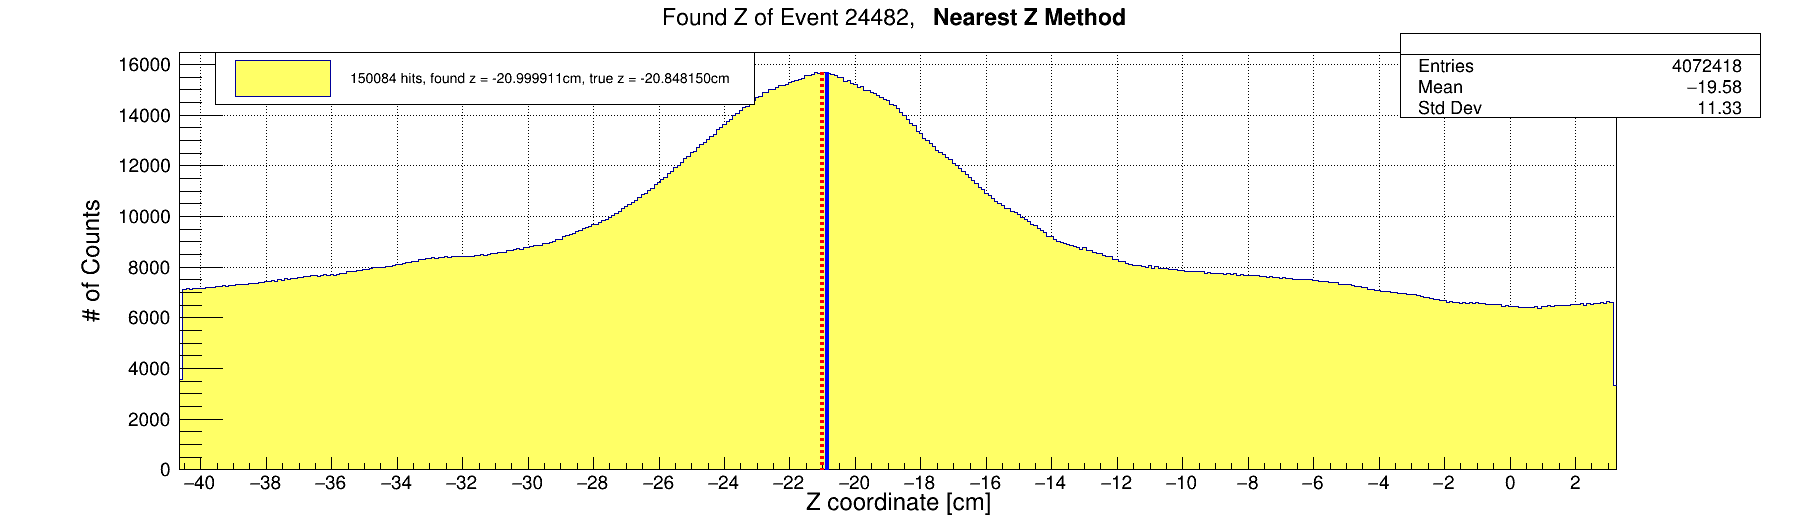 Found Z of Event 24482, Nearest Z Method
150084 hits, found z = -20.999911cm, true z = -20.848150cm
Entries 4072418
Mean −19.58
Std Dev 11.33
# of Counts
16000
14000
12000
10000
8000
6000
4000
2000
0
−40 −38 −36 −34 −32 −30 −28 −26 −24 −22 −20 −18 −16 −14 −12 −10 −8 −6 −4 −2 0 2
Z coordinate [cm]